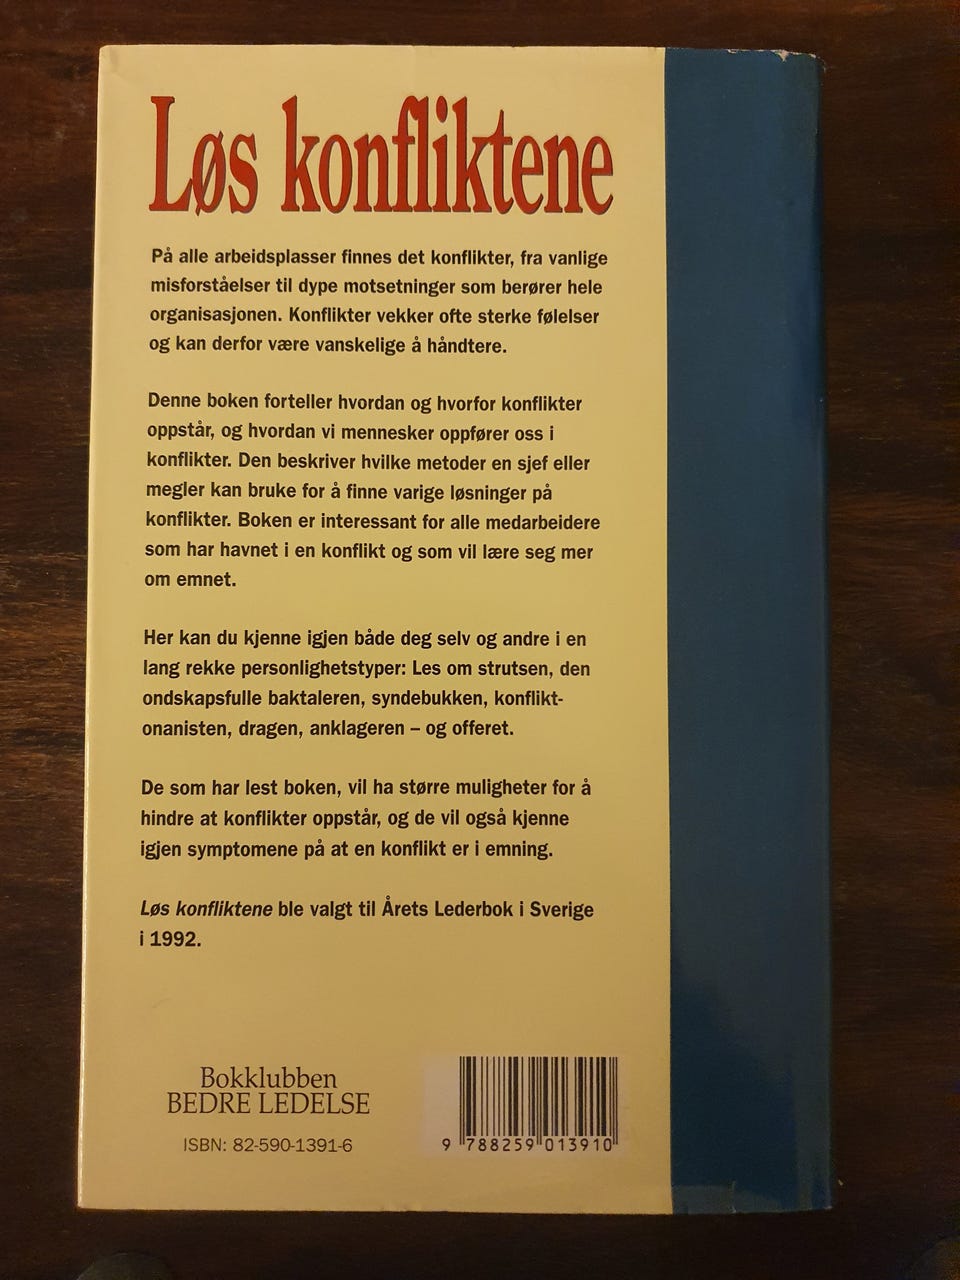 Løs konfliktene
På alle arbeidsplasser finnes det konflikter, fra vanlige
misforståelser til dype motsetninger som berører hele
organisasjonen. Konflikter vekker ofte sterke følelser
og kan derfor være vanskelige å håndtere.
Denne boken forteller hvordan og hvorfor konflikter
oppstår, og hvordan vi mennesker oppfører oss i
konflikter. Den beskriver hvilke metoder en sjef eller
megler kan bruke for å finne varige løsninger på
konflikter. Boken er interessant for alle medarbeidere
som har havnet i en konflikt og som vil lære seg mer
om emnet.
Her kan du kjenne igjen både deg selv og andre i en
lang rekke personlighetstyper: Les om strutsen, den
ondskapsfulle baktaleren, syndebukken, konflikt-
onanisten, dragen, anklageren – og offeret.
De som har lest boken, vil ha større muligheter for å
hindre at konflikter oppstår, og de vil også kjenne
igjen symptomene på at en konflikt er i emning.
Løs konfliktene ble valgt til Årets Lederbok i Sverige
i 1992.
Bokklubben
BEDRE LEDELSE
ISBN: 82-590-1391-6
9 788259 013910